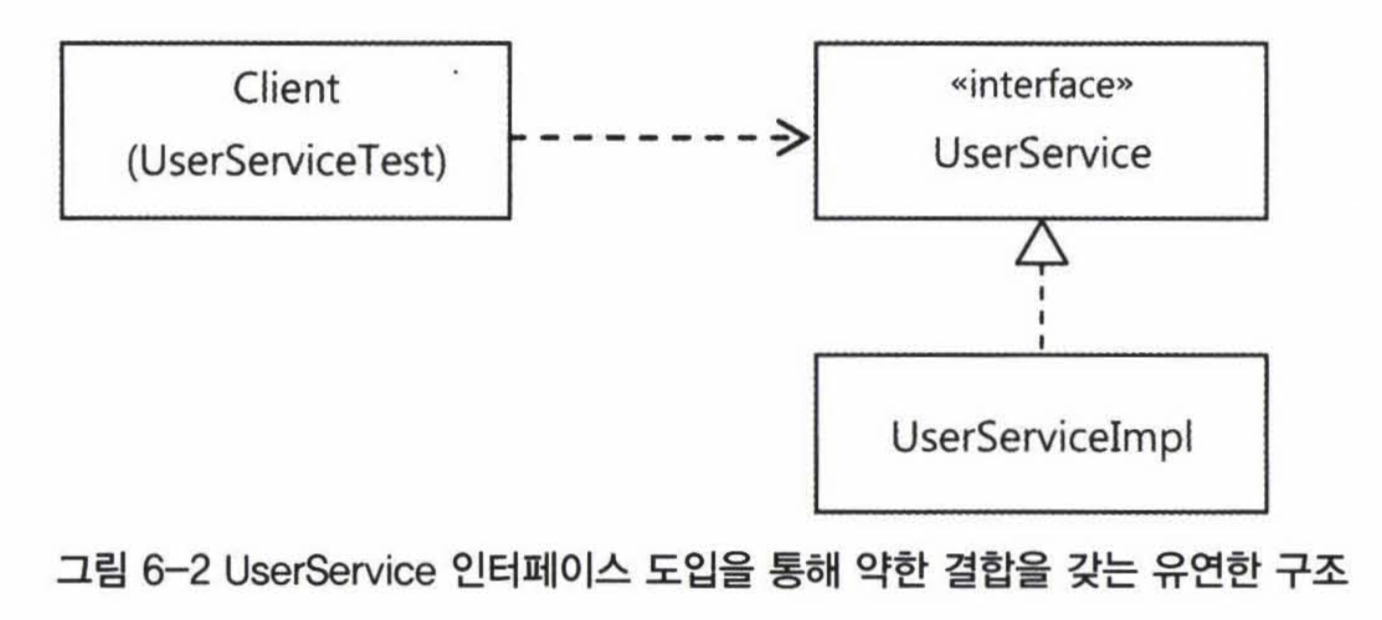 Client
(UserServiceTest)
«interface»
UserService
UserServiceImpl
그림 6-2 UserService 인터페이스 도입을 통해 약한 결합을 갖는 유연한 구조